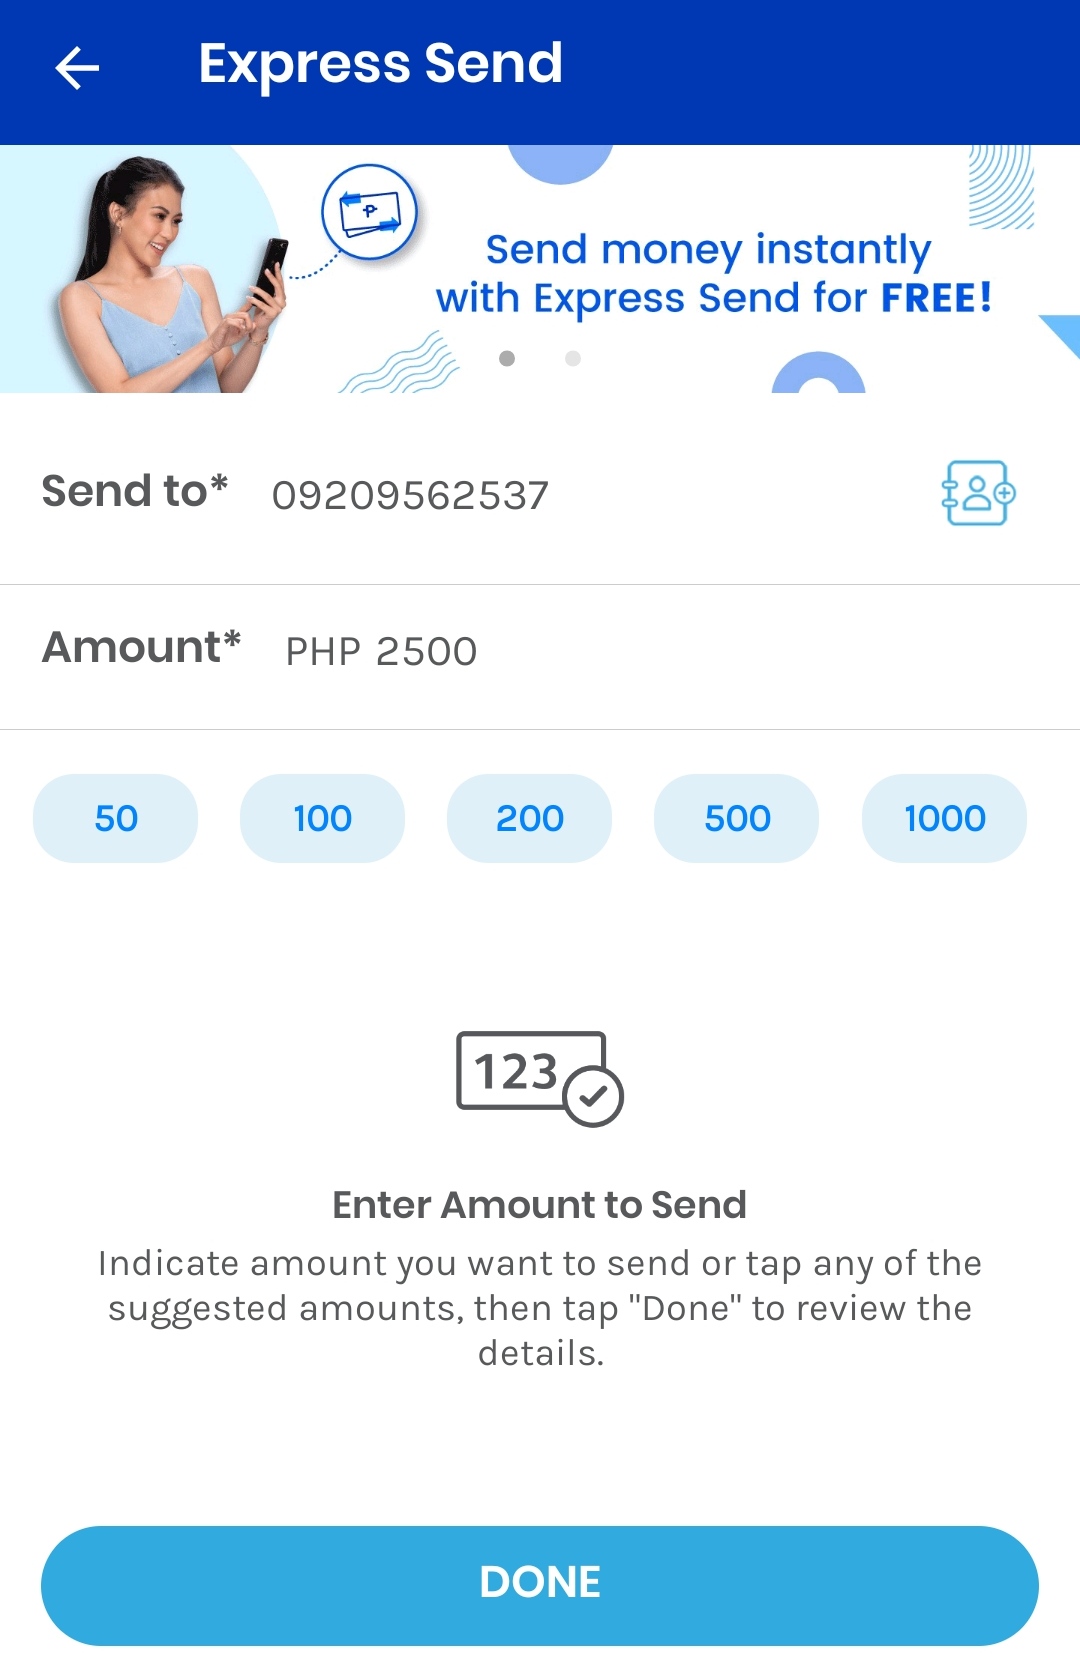 Express Send
Send money instantly
with Express Send for FREE!
Send to* 09209562537
Amount* PHP 2500
50 100 200 500 1000
123
Enter Amount to Send
Indicate amount you want to send or tap any of the
suggested amounts, then tap "Done" to review the
details.
DONE